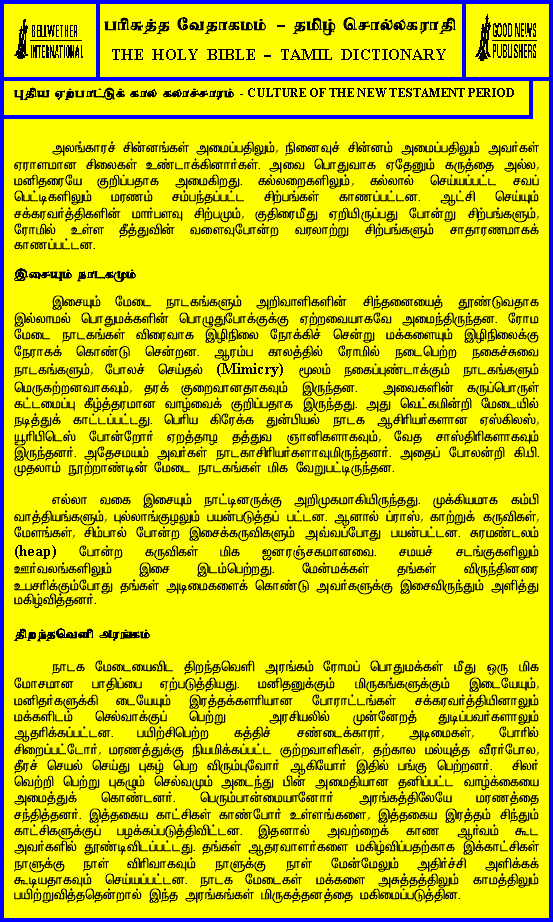 BELLWETHER
INTERNATIONAL
பரிசுத்த வேதாகமம் – தமிழ் சொல்லகராதி
THE HOLY BIBLE – TAMIL DICTIONARY
GOOD NEWS
PUBLISHERS
புதிய ஏற்பாட்டுக் கால கலாச்சாரம் - CULTURE OF THE NEW TESTAMENT PERIOD
அலங்காரச் சின்னங்கள் அமைப்பதிலும், நினைவுச் சின்னம் அமைப்பதிலும் அவர்கள்
ஏராளமான சிலைகள் உண்டாக்கினார்கள். அவை பொதுவாக ஏதேனும் கருத்தை அல்ல,
மனிதரையே குறிப்பதாக அமைகிறது. கல்லறைகளிலும், கல்லால் செய்யப்பட்ட சவப்
பெட்டிகளிலும் மரணம் சம்பந்தப்பட்ட சிற்பங்கள் காணப்பட்டன. ஆட்சி செய்யும்
சக்கரவர்த்திகளின் மார்பளவு சிற்பமும், குதிரைமீது ஏறியிருப்பது போன்று சிற்பங்களும்,
ரோமில் உள்ள தீத்துவின் வளைவுபோன்ற வரலாற்று சிற்பங்களும் சாதாரணமாகக்
காணப்பட்டன.
இசையும் நாடகமும்
இசையும் மேடை நாடகங்களும் அறிவாளிகளின் சிந்தனையைத் தூண்டுவதாக
இல்லாமல் பொதுமக்களின் பொழுதுபோக்குக்கு ஏற்றவையாகவே அமைந்திருந்தன. ரோம
மேடை நாடகங்கள் விரைவாக இழிநிலை நோக்கிச் சென்று மக்களையும் இழிநிலைக்கு
நேராகக் கொண்டு சென்றன. ஆரம்ப காலத்தில் ரோமில் நடைபெற்ற நகைச்சுவை
நாடகங்களும், போலச் செய்தல் (Mimicry) மூலம் நகைப்புண்டாக்கும் நாடகங்களும்
மெருகற்றனவாகவும், தரக் குறைவானதாகவும் இருந்தன. அவைகளின் கருப்பொருள்
கட்டமைப்பு கீழ்த்தரமான வாழ்வைக் குறிப்பதாக இருந்தது. அது வெட்கமின்றி மேடையில்
நடித்துக் காட்டப்பட்டது. பெரிய கிரேக்க துன்பியல் நாடக ஆசிரியர்களான ஏஸ்கிலஸ்,
யூரிபிடெஸ் போன்றோர் ஏறத்தாழ தத்துவ ஞானிகளாகவும், வேத சாஸ்திரிகளாகவும்
இருந்தனர். அதேசமயம் அவர்கள் நாடகாசிரியர்களாவுமிருந்தனர். அதைப் போலன்றி கி.பி.
முதலாம் நூற்றாண்டின் மேடை நாடகங்கள் மிக வேறுபட்டிருந்தன.
எல்லா வகை இசையும் நாட்டினருக்கு அறிமுகமாகியிருந்தது. முக்கியமாக கம்பி
வாத்தியங்களும், புல்லாங்குழலும் பயன்படுத்தப் பட்டன. ஆனால் ப்ராஸ், காற்றுக் கருவிகள்,
மேளங்கள், சிம்பால் போன்ற இசைக்கருவிகளும் அவ்வப்போது பயன்பட்டன. சுரமண்டலம்
(heap) போன்ற கருவிகள் மிக ஜனரஞ்சகமானவை. சமயச் சடங்குகளிலும்
ஊர்வலங்களிலும் இசை இடம்பெற்றது. மேன்மக்கள் தங்கள் விருந்தினரை
உபசரிக்கும்போது தங்கள் அடிமைகளைக் கொண்டு அவர்களுக்கு இசைவிருந்தும் அளித்து
மகிழ்வித்தனர்.
திறந்தவெளி அரங்கம்
நாடக மேடையைவிட திறந்தவெளி அரங்கம் ரோமப் பொதுமக்கள் மீது ஒரு மிக
மோசமான பாதிப்பை ஏற்படுத்தியது. மனிதனுக்கும் மிருகங்களுக்கும் இடையேயும்,
மனிதர்களுக்கி டையேயும் இரத்தக்களரியான போராட்டங்கள் சக்கரவர்த்தியினாலும்
மக்களிடம் செல்வாக்குப் பெற்று அரசியலில் முன்னேறத் துடிப்பவர்களாலும்
ஆதரிக்கப்பட்டன. பயிற்சிபெற்ற கத்திச் சண்டைக்காரர், அடிமைகள், போரில்
சிறைப்பட்டோர், மரணத்துக்கு நியமிக்கப்பட்ட குற்றவாளிகள், தற்கால மல்யுத்த வீரர்போல,
தீரச் செயல் செய்து புகழ் பெற விரும்புவோர் ஆகியோர் இதில் பங்கு பெற்றனர். சிலர்
வெற்றி பெற்று புகழும் செல்வமும் அடைந்து பின் அமைதியான தனிப்பட்ட வாழ்க்கையை
அமைத்துக் கொண்டனர். பெரும்பான்மையானோர் அரங்கத்திலேயே மரணத்தை
சந்தித்தனர். இத்தகைய காட்சிகள் காண்போர் உள்ளங்களை, இத்தகைய இரத்தம் சிந்தும்
காட்சிகளுக்குப் பழக்கப்படுத்திவிட்டன. இதனால் அவற்றைக் காண ஆர்வம் கூட
அவர்களில் தூண்டிவிடப்பட்டது. தங்கள் ஆதரவாளர்களை மகிழ்விப்பதற்காக இக்காட்சிகள்
நாளுக்கு நாள் விரிவாகவும் நாளுக்கு நாள் மேன்மேலும் அதிர்ச்சி அளிக்கக்
கூடியதாகவும் செய்யப்பட்டன. நாடக மேடைகள் மக்களை அசுத்தத்திலும் காமத்திலும்
பயிற்றுவித்ததென்றால் இந்த அரங்கங்கள் மிருகத்தனத்தை மகிமைப்படுத்தின.